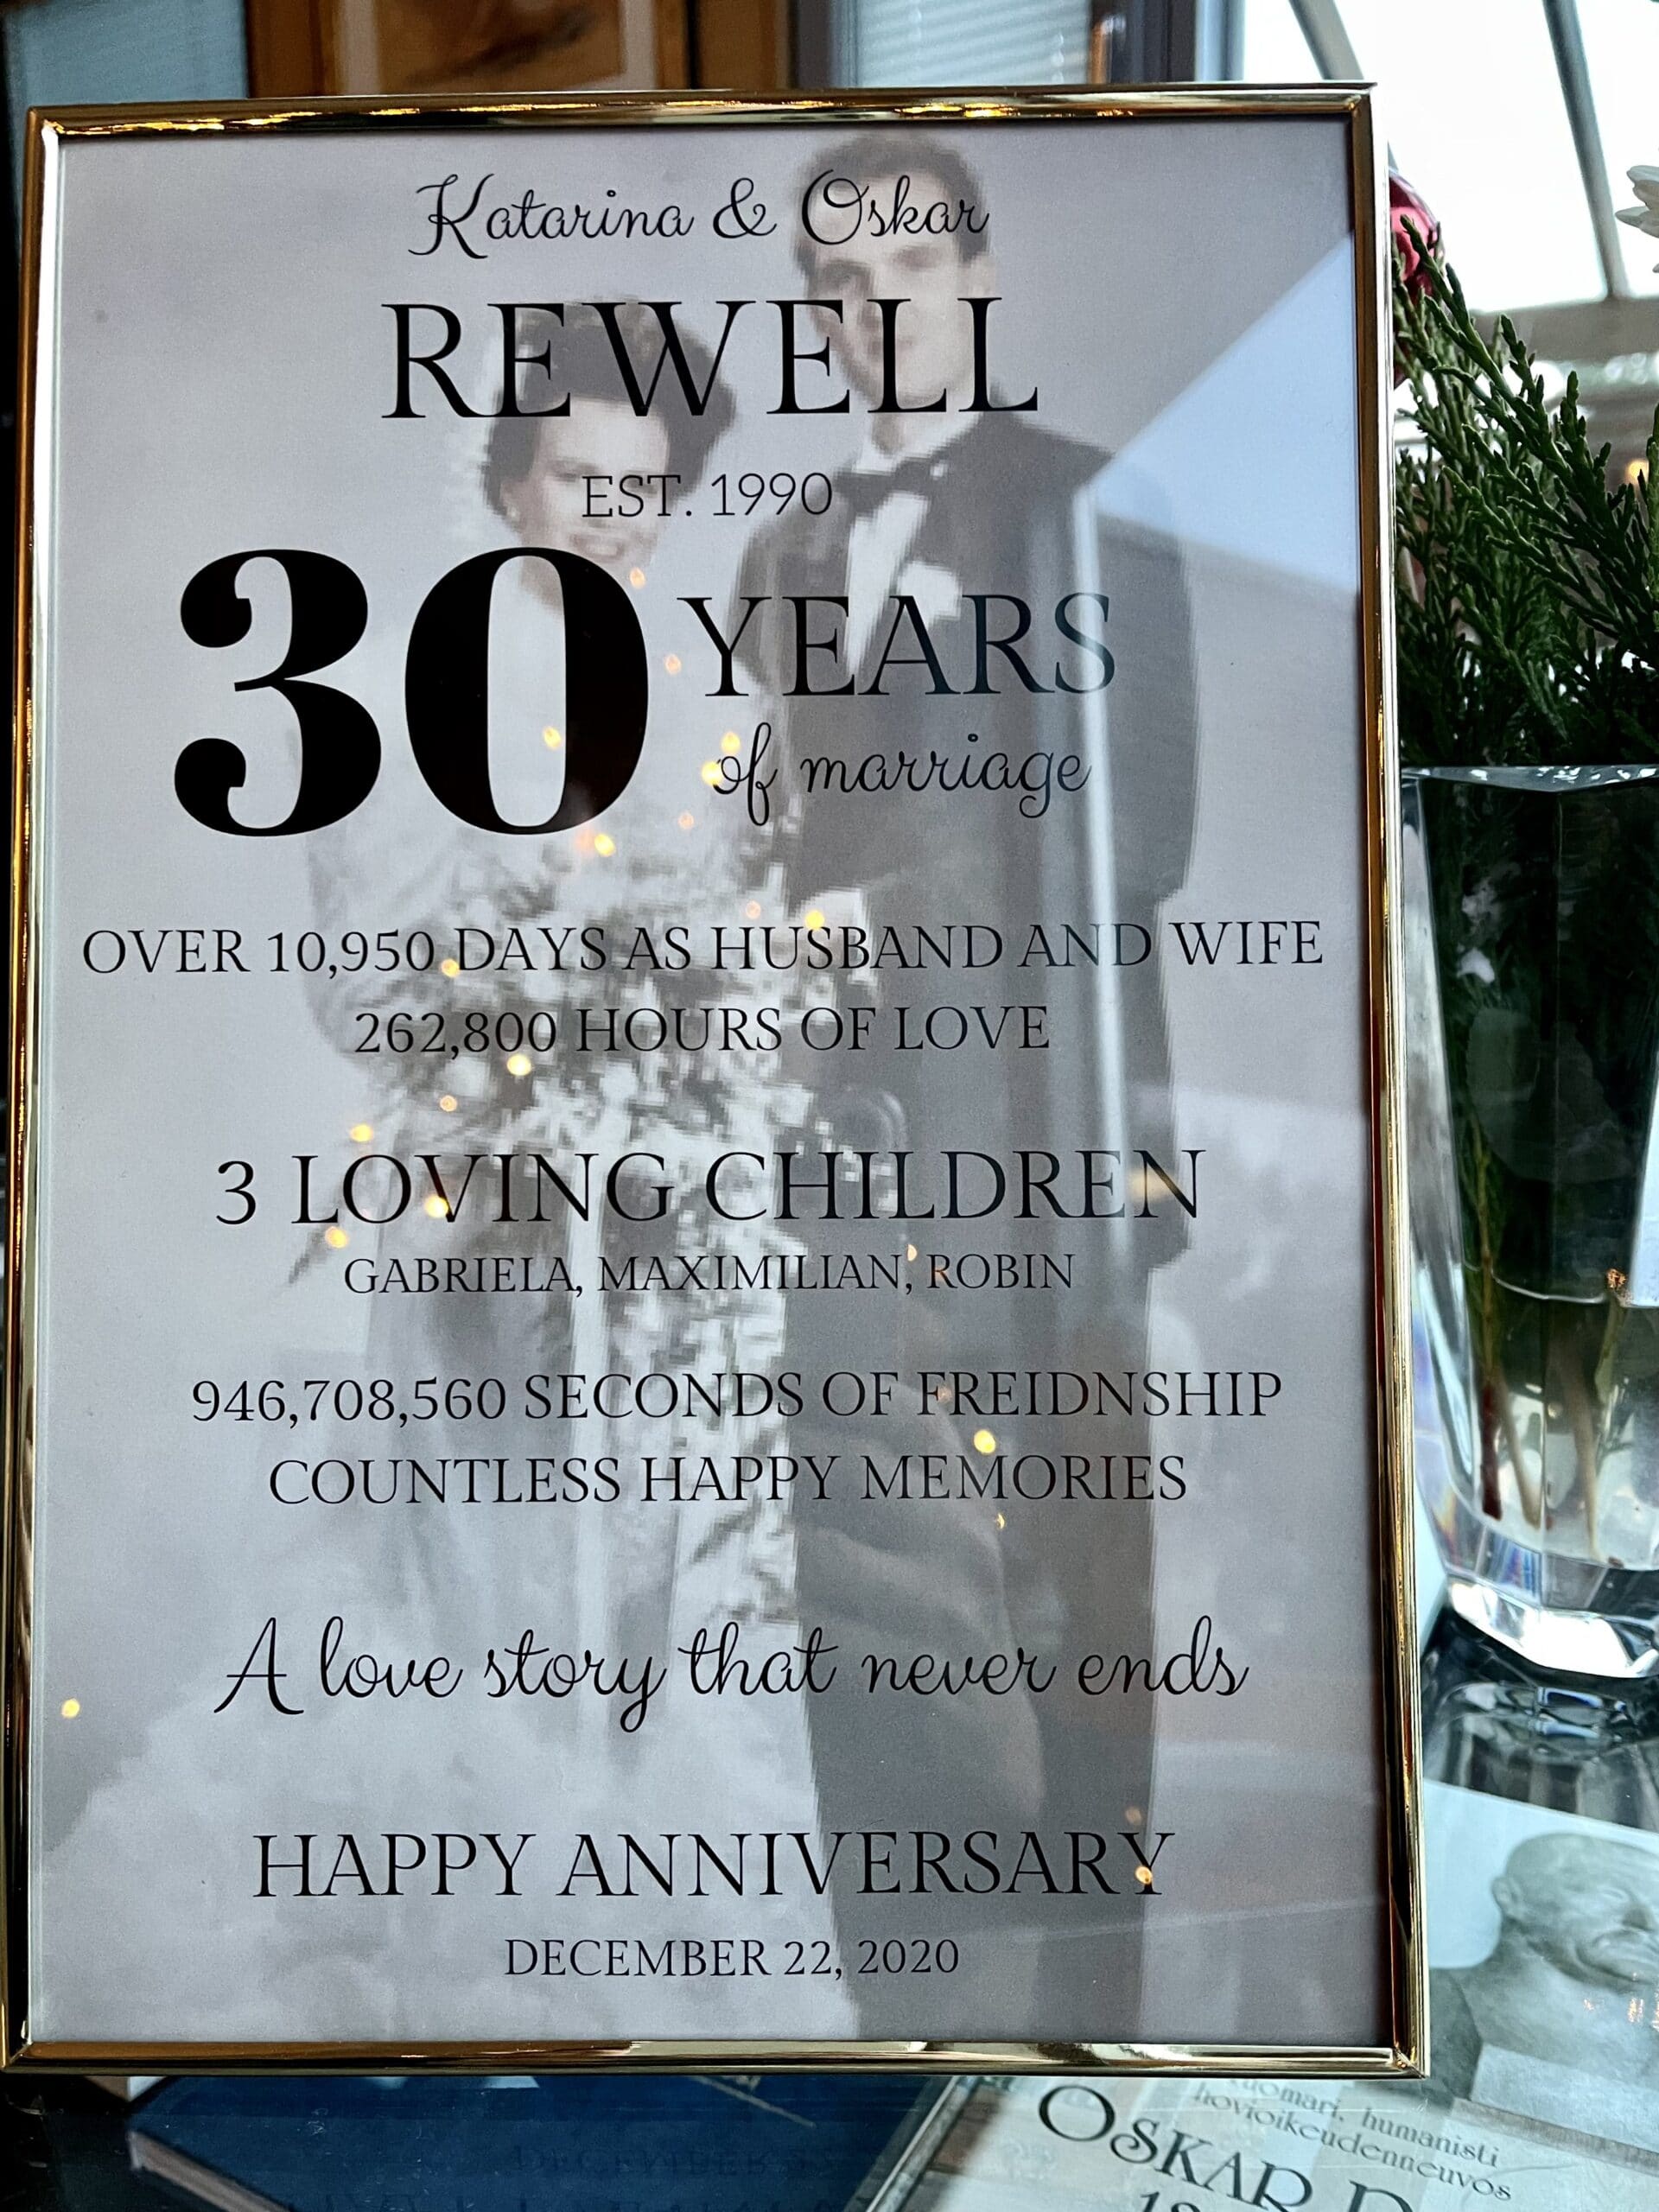 Katarina & Oskar
REWELL
EST. 1990
30 YEARS
of marriage
OVER 10,950 DAYS AS HUSBAND AND WIFE
262,800 HOURS OF LOVE
3 LOVING CHILDREN
GABRIELA, MAXIMILIAN, ROBIN
946,708,560 SECONDS OF FREIDNSHIP
COUNTLESS HAPPY MEMORIES
A love story that never ends
HAPPY ANNIVERSARY
DECEMBER 22, 2020
humanisti
hovioikeudenneuvos
OSKAR